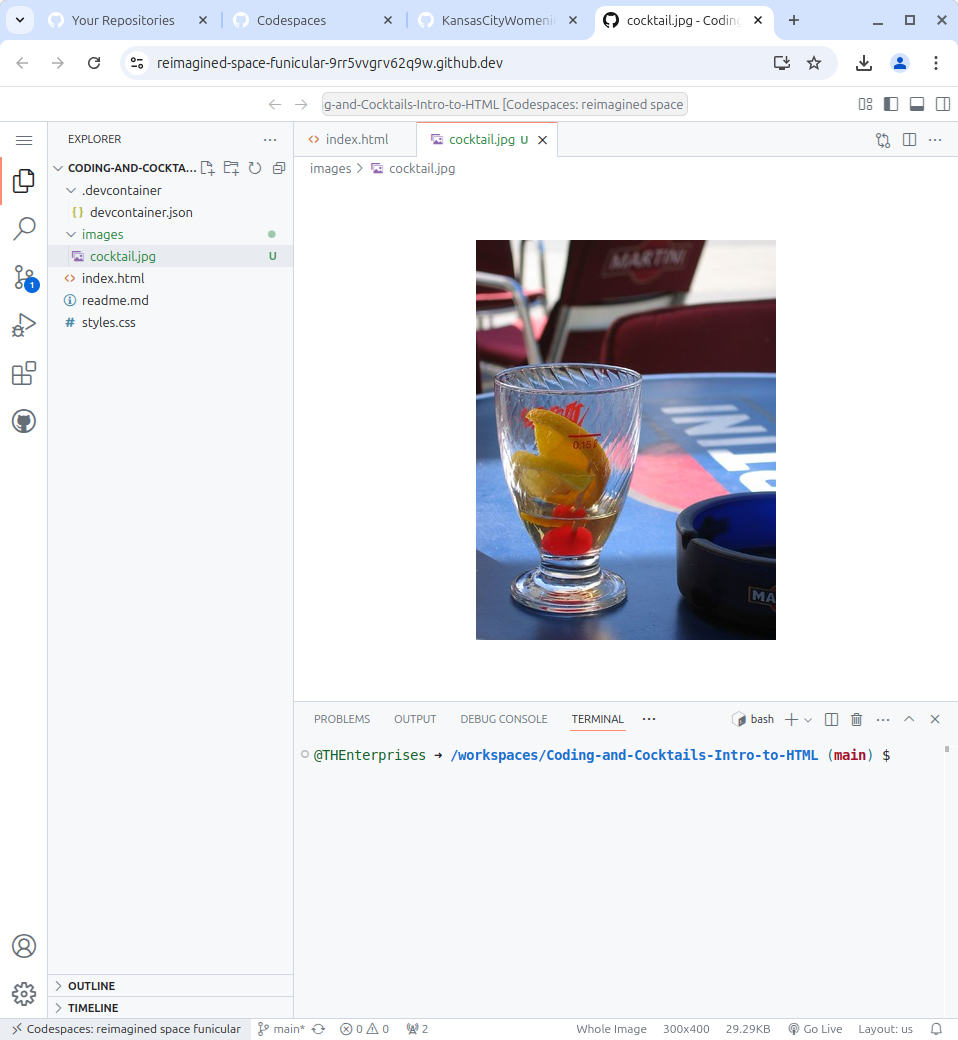 Your Repositories
Codespaces
KansasCityWomeni
cocktail.jpg - Coding
reimagined-space-funicular-9rr5vvgrv62q9w.github.dev
g-and-Cocktails-Intro-to-HTML [Codespaces: reimagined space
EXPLORER
CODING-AND-COCKTA...
.devcontainer
devcontainer.json
images
cocktail.jpg U
index.html
readme.md
styles.css
1
index.html
cocktail.jpg U
images > cocktail.jpg
MARTINI
0,15 l
TINI
MA
PROBLEMS OUTPUT DEBUG CONSOLE TERMINAL ...
bash
@THEnterprises → /workspaces/Coding-and-Cocktails-Intro-to-HTML (main) $
OUTLINE
TIMELINE
Codespaces: reimagined space funicular
main*
0 0
2
Whole Image
300x400
29.29KB
Go Live
Layout: us